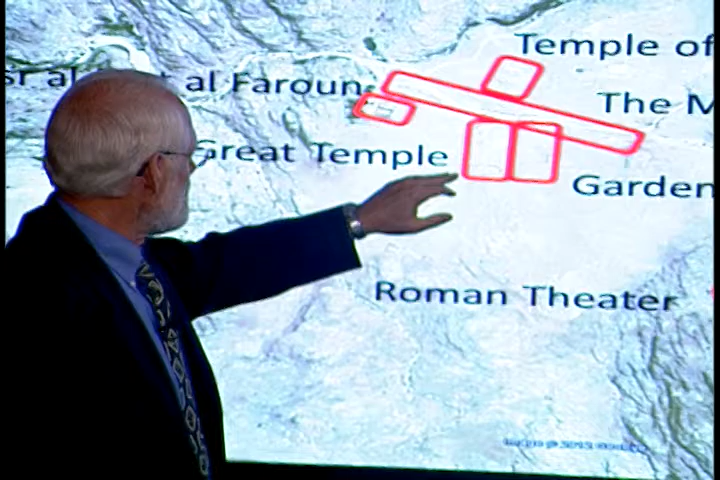 Temple of
al Faroun
The M
Great Temple
Garden
Roman Theater